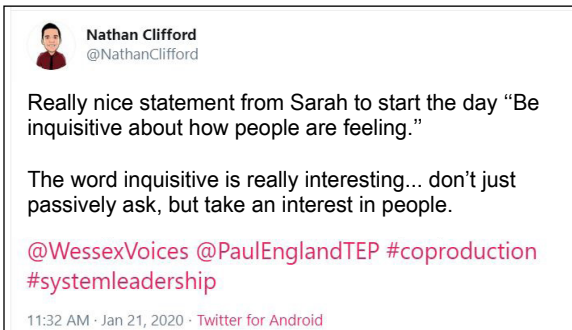 Nathan Clifford
@NathanClifford
Really nice statement from Sarah to start the day “Be
inquisitive about how people are feeling.”
The word inquisitive is really interesting... don’t just
passively ask, but take an interest in people.
@WessexVoices @PaulEnglandTEP #coproduction
#systemleadership
11:32 AM · Jan 21, 2020 · Twitter for Android